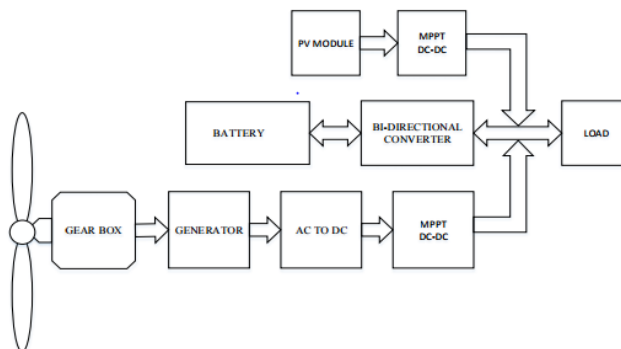 PV MODULE
MPPT
DC-DC
BATTERY
BI-DIRECTIONAL
CONVERTER
LOAD
GEAR BOX
GENERATOR
AC TO DC
MPPT
DC-DC